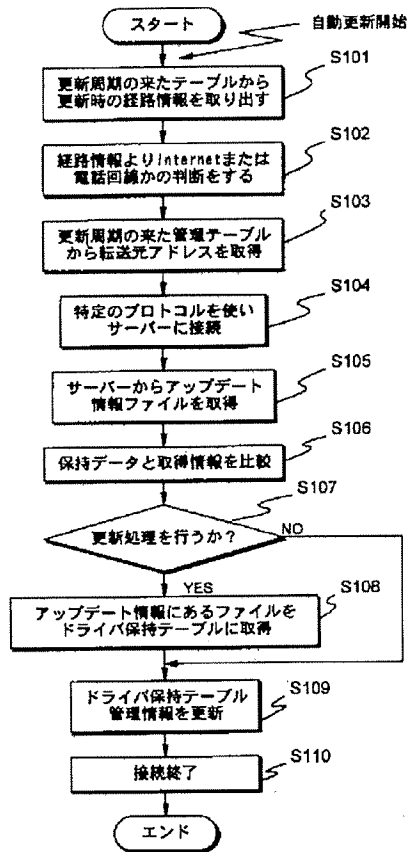 スタート
自動更新開始
S101
更新周期の来たテーブルから
更新時の経路情報を取り出す
S102
経路情報よりInternetまたは
電話回線かの判断をする
S103
更新周期の来た管理テーブル
から転送元アドレスを取得
S104
特定のプロトコルを使い
サーバーに接続
S105
サーバーからアップデート
情報ファイルを取得
S106
保持データと取得情報を比較
S107
更新処理を行うか？
NO
YES
S108
アップデート情報にあるファイルを
ドライバ保持テーブルに取得
S109
ドライバ保持テーブル
管理情報を更新
S110
接続終了
エンド